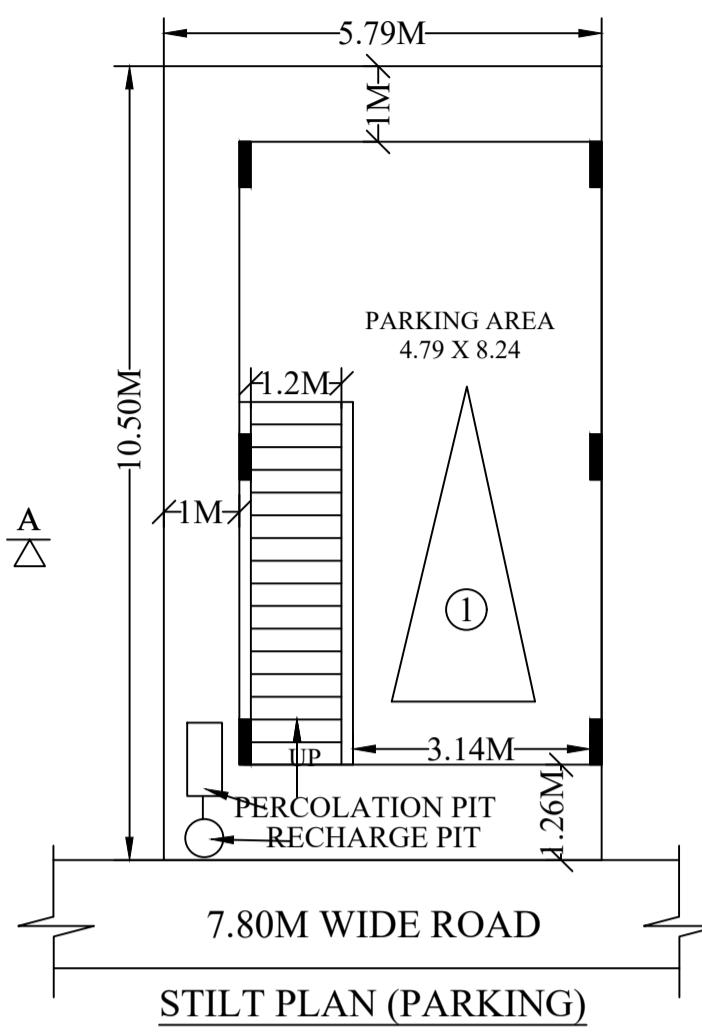 5.79M
1M
PARKING AREA
4.79 X 8.24
1.2M
10.50M
1M
A
1
UP
3.14M
1.26M
PERCOLATION PIT
RECHARGE PIT
7.80M WIDE ROAD
STILT PLAN (PARKING)